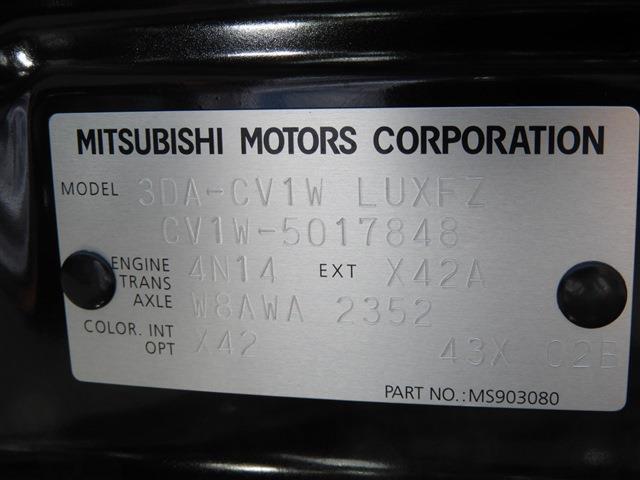 MITSUBISHI MOTORS CORPORATION
MODEL 3DA-CV1W LUXFZ
CV1W-5017848
ENGINE 4N14 EXT X42A
TRANS
AXLE W8AWA 2352
COLOR. INT X42
OPT 43X C2B
PART NO.:MS903080